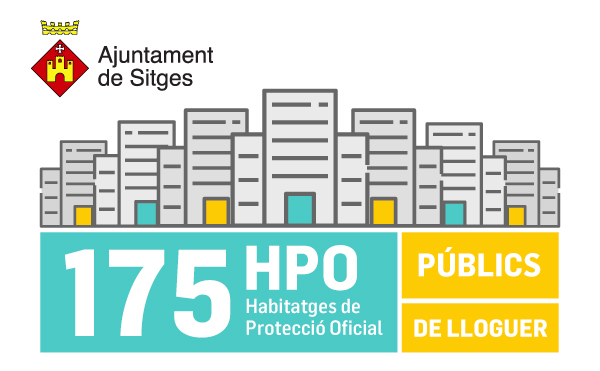 Ajuntament
de Sitges
175
HPO
Habitatges de
Protecció Oficial
PÚBLICS
DE LLOGUER